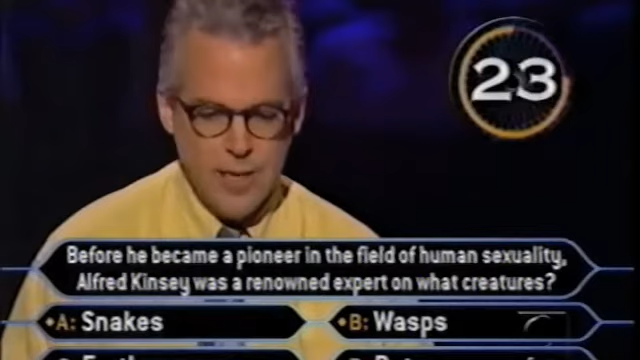 23
Before he became a pioneer in the field of human sexuality,
Alfred Kinsey was a renowned expert on what creatures?
A: Snakes
B: Wasps